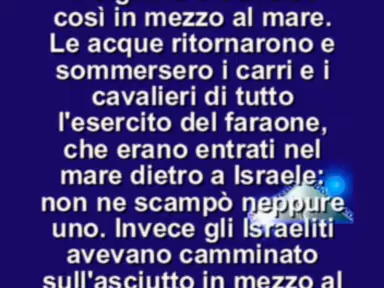 così in mezzo al mare.
Le acque ritornarono e
sommersero i carri e i
cavalieri di tutto
l'esercito del faraone,
che erano entrati nel
mare dietro a Israele:
non ne scampò neppure
uno. Invece gli Israeliti
avevano camminato
sull'asciutto in mezzo al